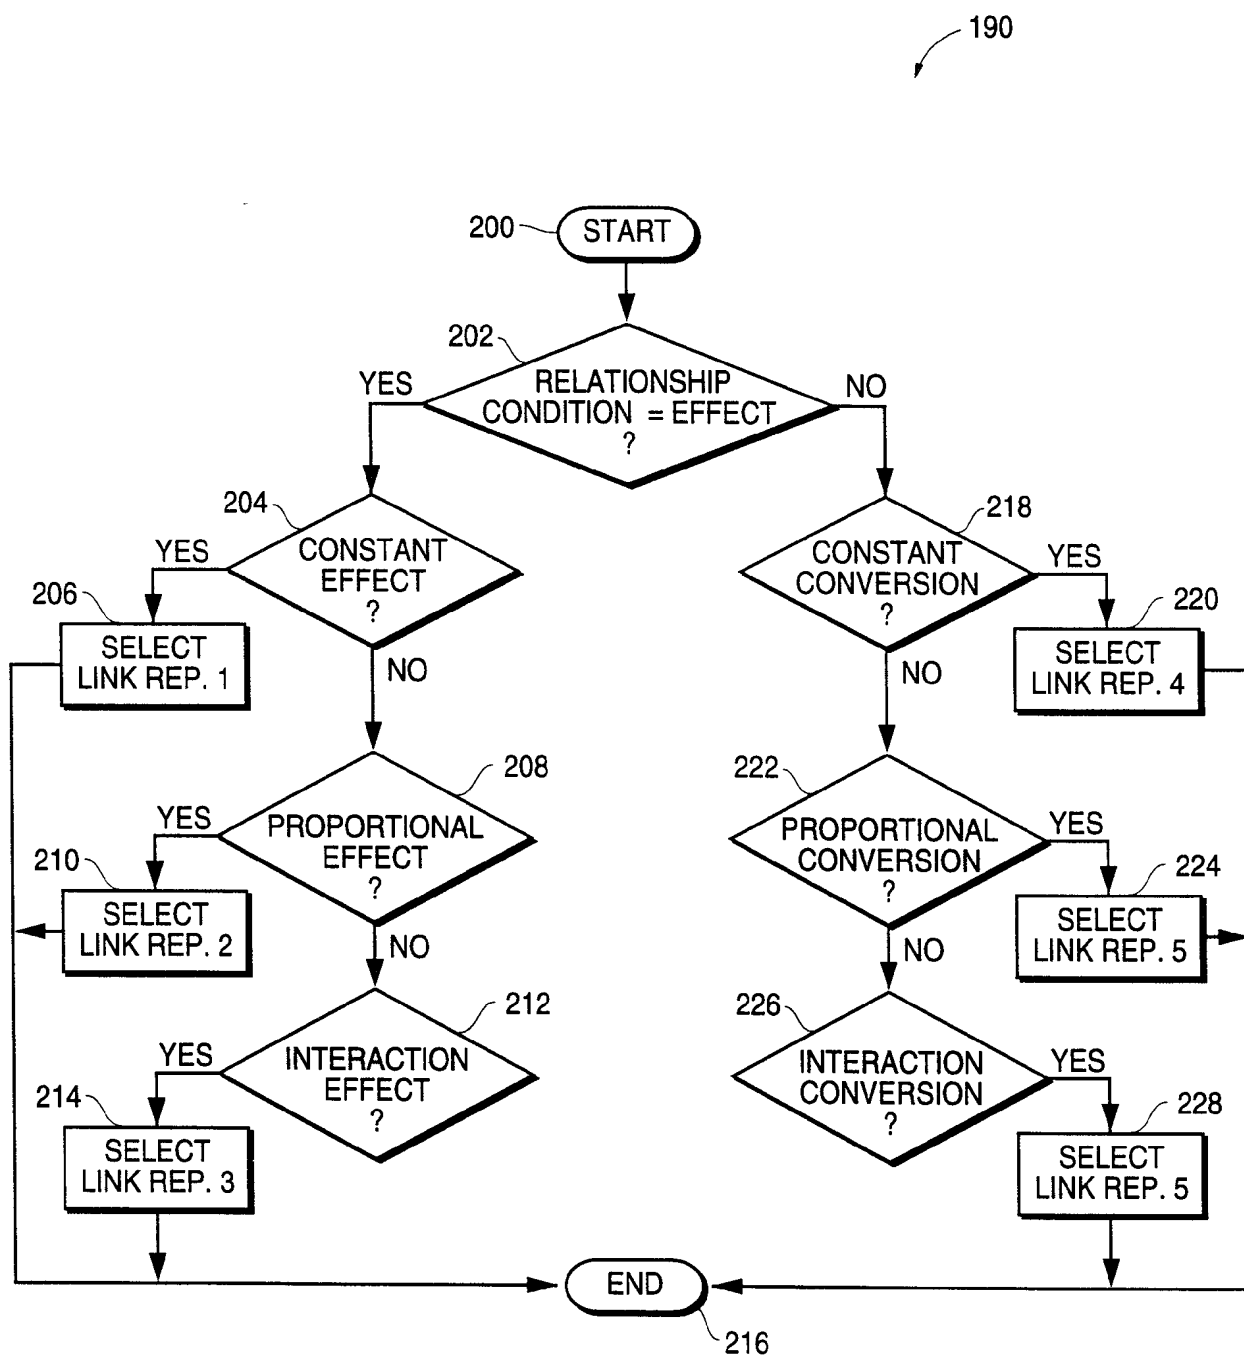 190
200
START
202
RELATIONSHIP
CONDITION = EFFECT
?
YES
NO
204
CONSTANT
EFFECT
?
YES
NO
206
SELECT
LINK REP. 1
218
CONSTANT
CONVERSION
?
YES
NO
220
SELECT
LINK REP. 4
208
PROPORTIONAL
EFFECT
?
YES
NO
210
SELECT
LINK REP. 2
222
PROPORTIONAL
CONVERSION
?
YES
NO
224
SELECT
LINK REP. 5
212
INTERACTION
EFFECT
?
YES
214
SELECT
LINK REP. 3
226
INTERACTION
CONVERSION
?
YES
228
SELECT
LINK REP. 5
END
216